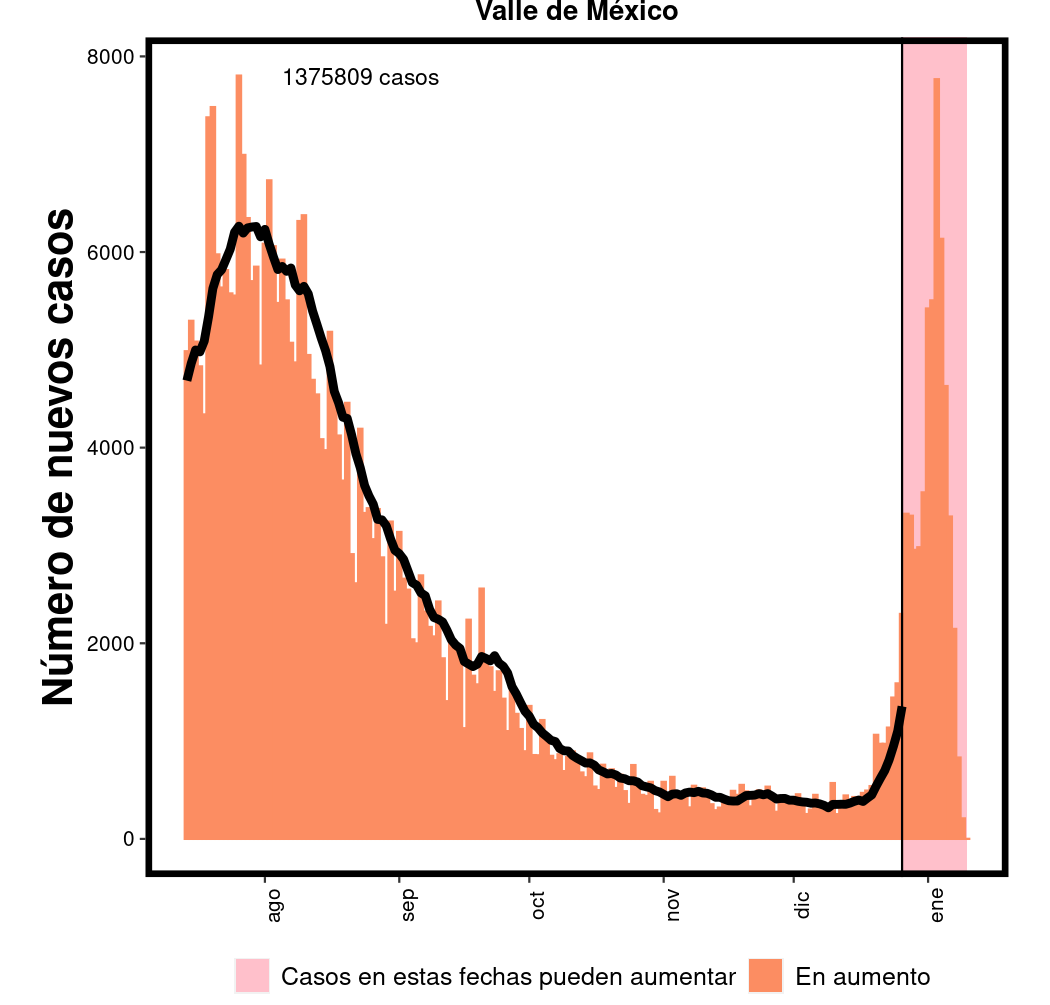 Valle de México
1375809 casos
Número de nuevos casos
8000
6000
4000
2000
0
ago
sep
oct
nov
dic
ene
Casos en estas fechas pueden aumentar
En aumento